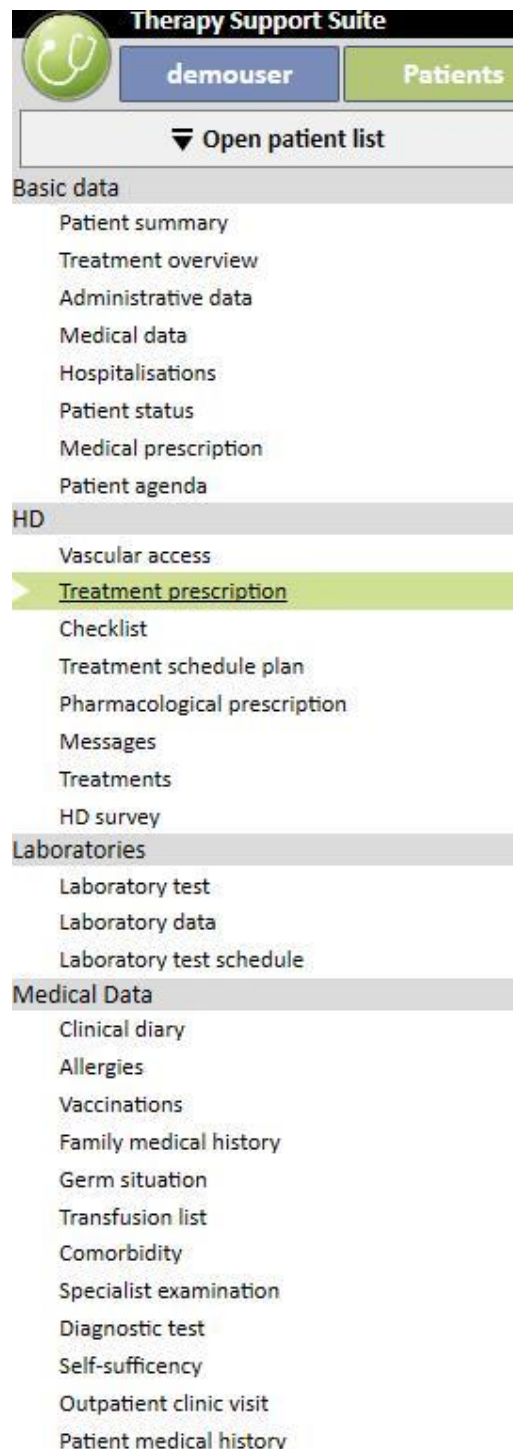 Therapy Support Suite
demouser Patients
Open patient list
Basic data
Patient summary
Treatment overview
Administrative data
Medical data
Hospitalisations
Patient status
Medical prescription
Patient agenda
HD
Vascular access
Treatment prescription
Checklist
Treatment schedule plan
Pharmacological prescription
Messages
Treatments
HD survey
Laboratories
Laboratory test
Laboratory data
Laboratory test schedule
Medical Data
Clinical diary
Allergies
Vaccinations
Family medical history
Germ situation
Transfusion list
Comorbidity
Specialist examination
Diagnostic test
Self-sufficency
Outpatient clinic visit
Patient medical history